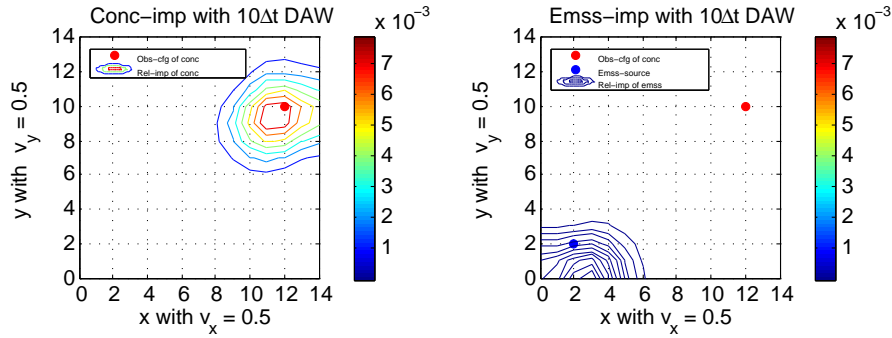 Conc-imp with 10Δt DAW
x 10⁻³
Obs-cfg of conc
Rel-imp of conc
14
12
10
8
6
4
2
0
0 2 4 6 8 10 12 14
y with v_y = 0.5
x with v_x = 0.5
7
6
5
4
3
2
1
Emss-imp with 10Δt DAW
x 10⁻³
Obs-cfg of conc
Emss-source
Rel-imp of emss
14
12
10
8
6
4
2
0
0 2 4 6 8 10 12 14
y with v_y = 0.5
x with v_x = 0.5
7
6
5
4
3
2
1